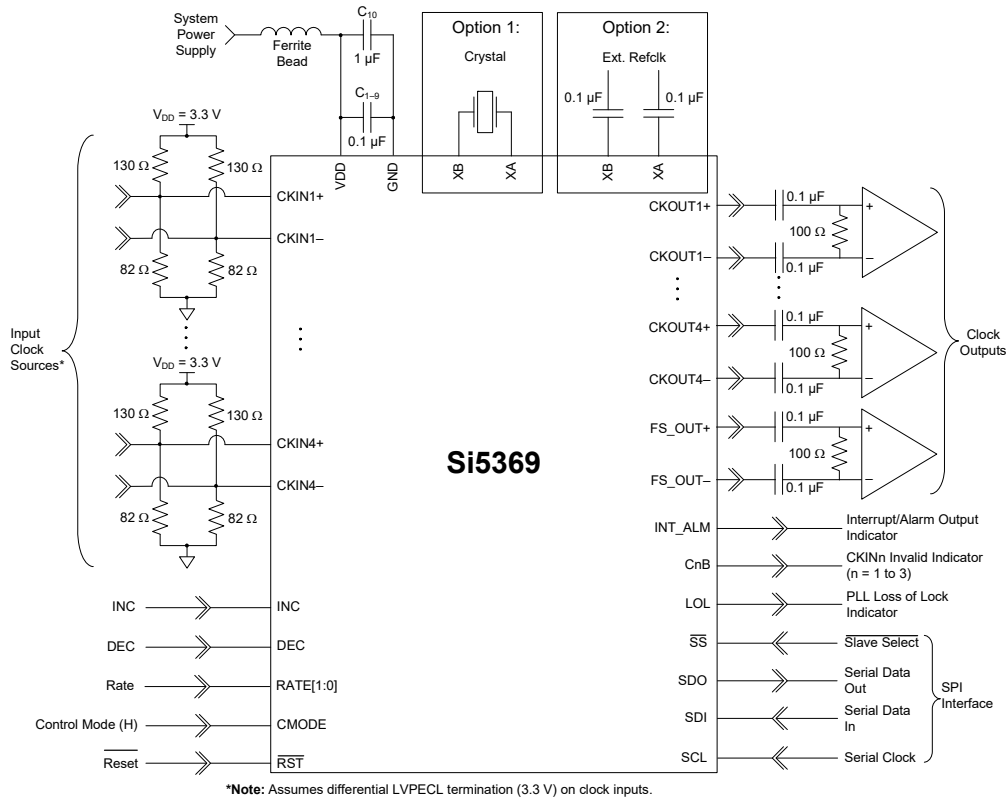 System
Power
Supply
Ferrite
Bead
C10
1 µF
C1–9
0.1 µF
VDD
GND
Option 1:
Crystal
XB
XA
Option 2:
Ext. Refclk
0.1 µF
0.1 µF
XB
XA
VDD = 3.3 V
130 Ω
130 Ω
CKIN1+
CKIN1–
82 Ω
82 Ω
Input
Clock
Sources*
VDD = 3.3 V
130 Ω
130 Ω
CKIN4+
CKIN4–
82 Ω
82 Ω
INC
INC
DEC
DEC
Rate
RATE[1:0]
Control Mode (H)
CMODE
Reset
RST
Si5369
CKOUT1+
0.1 µF
+
100 Ω
CKOUT1–
0.1 µF
–
CKOUT4+
0.1 µF
+
100 Ω
CKOUT4–
0.1 µF
–
FS_OUT+
0.1 µF
+
100 Ω
FS_OUT–
0.1 µF
–
Clock
Outputs
INT_ALM
Interrupt/Alarm Output
Indicator
CnB
CKINn Invalid Indicator
(n = 1 to 3)
LOL
PLL Loss of Lock
Indicator
SS
Slave Select
SDO
Serial Data
Out
SDI
Serial Data
In
SCL
Serial Clock
SPI
Interface
*Note: Assumes differential LVPECL termination (3.3 V) on clock inputs.